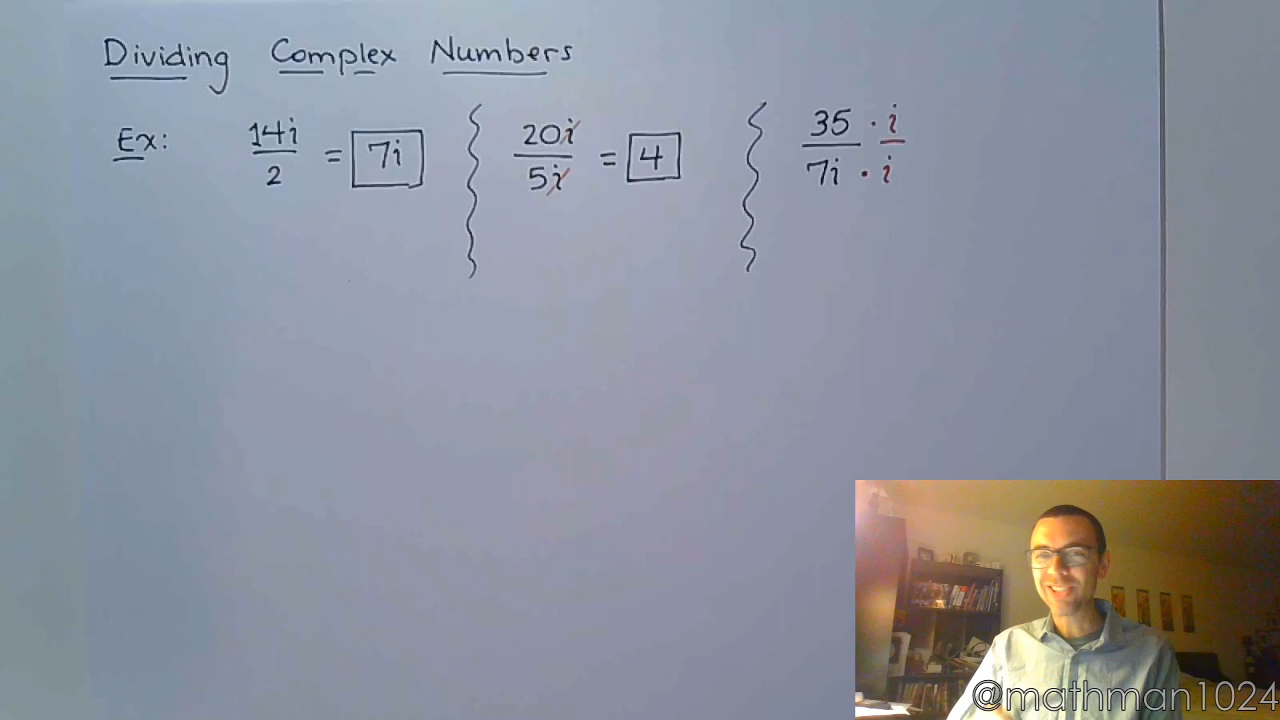 Dividing Complex Numbers
Ex: 14i/2 = 7i 20i/5i = 4 35 · i/7i · i
@mathman1024